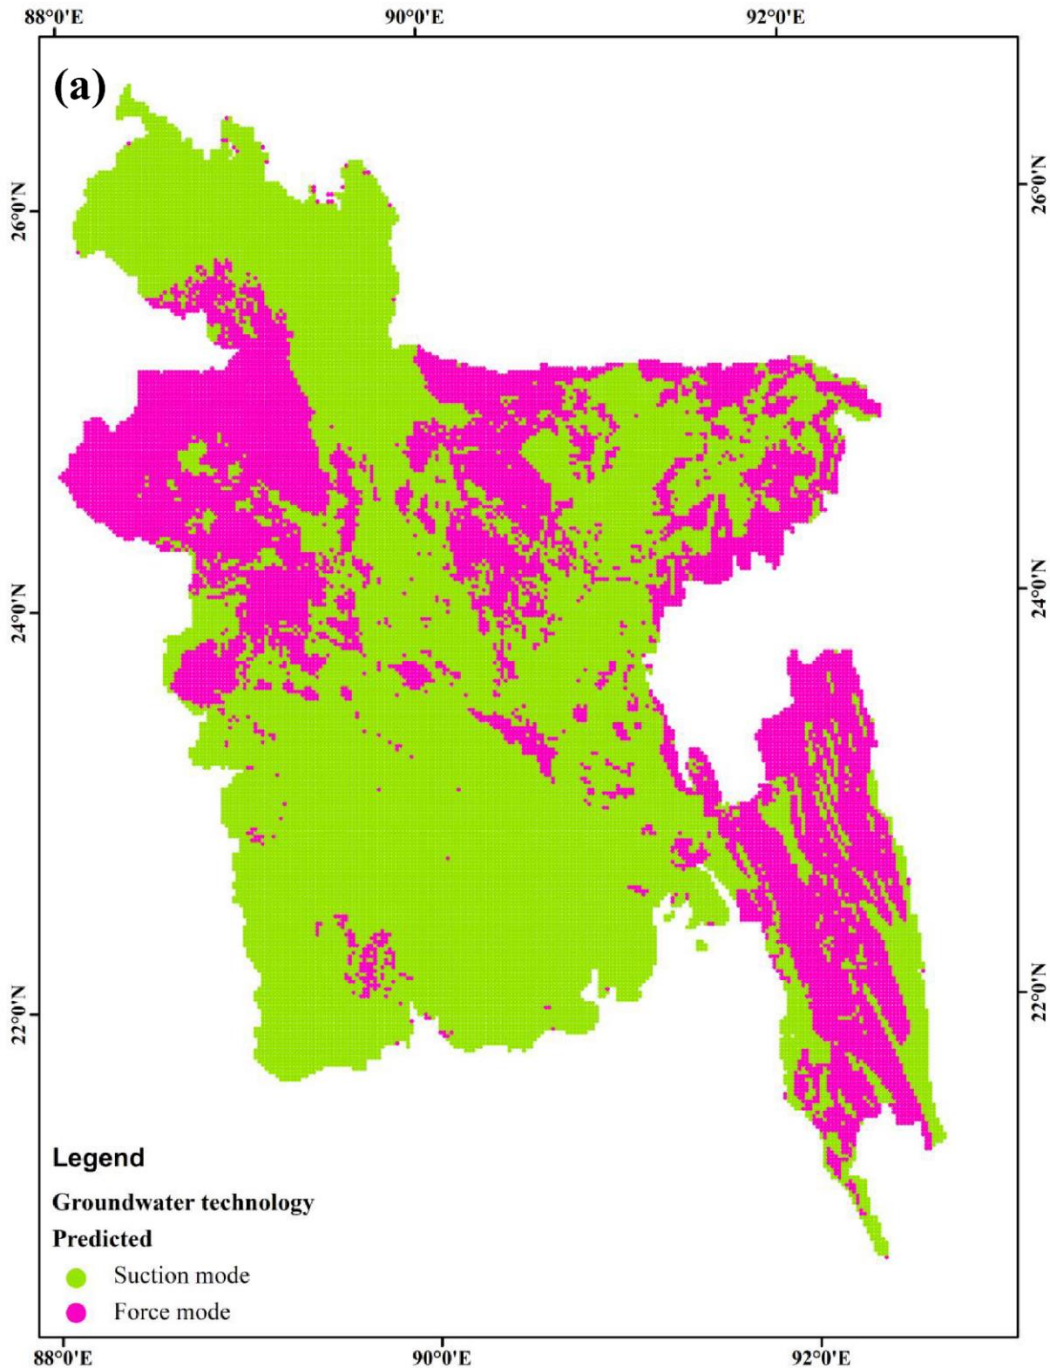 88°0'E 90°0'E 92°0'E
(a)
26°0'N 26°0'N
24°0'N 24°0'N
22°0'N 22°0'N
Legend
Groundwater technology
Predicted
Suction mode
Force mode
88°0'E 90°0'E 92°0'E